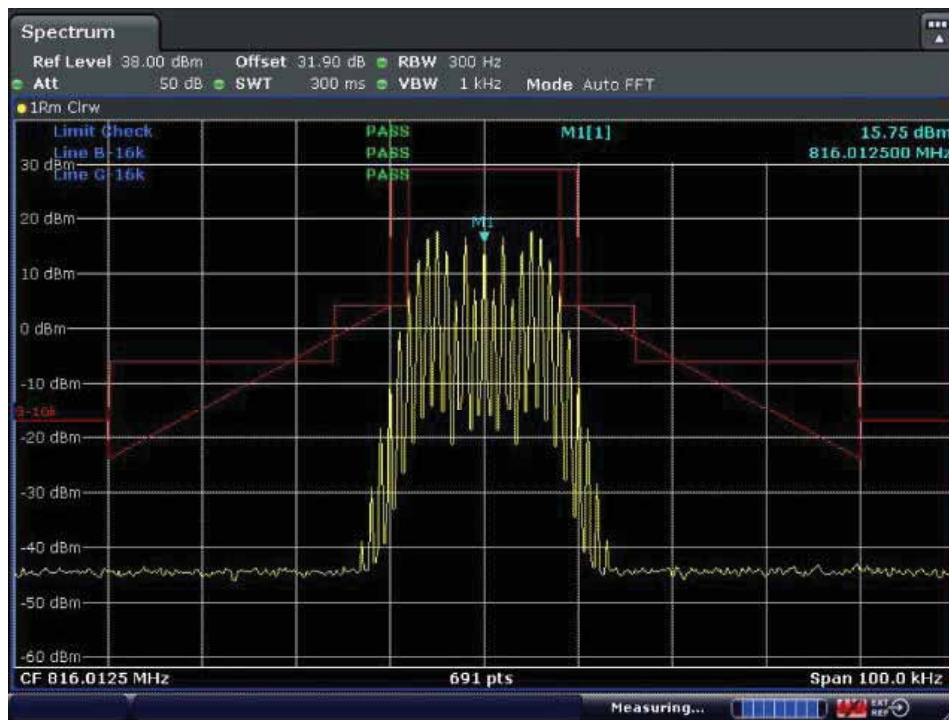 Spectrum
Ref Level 38.00 dBm Offset 31.90 dB RBW 300 Hz
Att 50 dB SWT 300 ms VBW 1 kHz Mode Auto FFT
1Rm Clrw
Limit Check PASS M1[1] 15.75 dBm
Line B-16k PASS 816.012500 MHz
30 dBm
Line G-16k PASS
20 dBm
M1
10 dBm
0 dBm
-10 dBm
-20 dBm
-30 dBm
-40 dBm
-50 dBm
-60 dBm
CF 816.0125 MHz 691 pts Span 100.0 kHz
Measuring...
EXT
REF